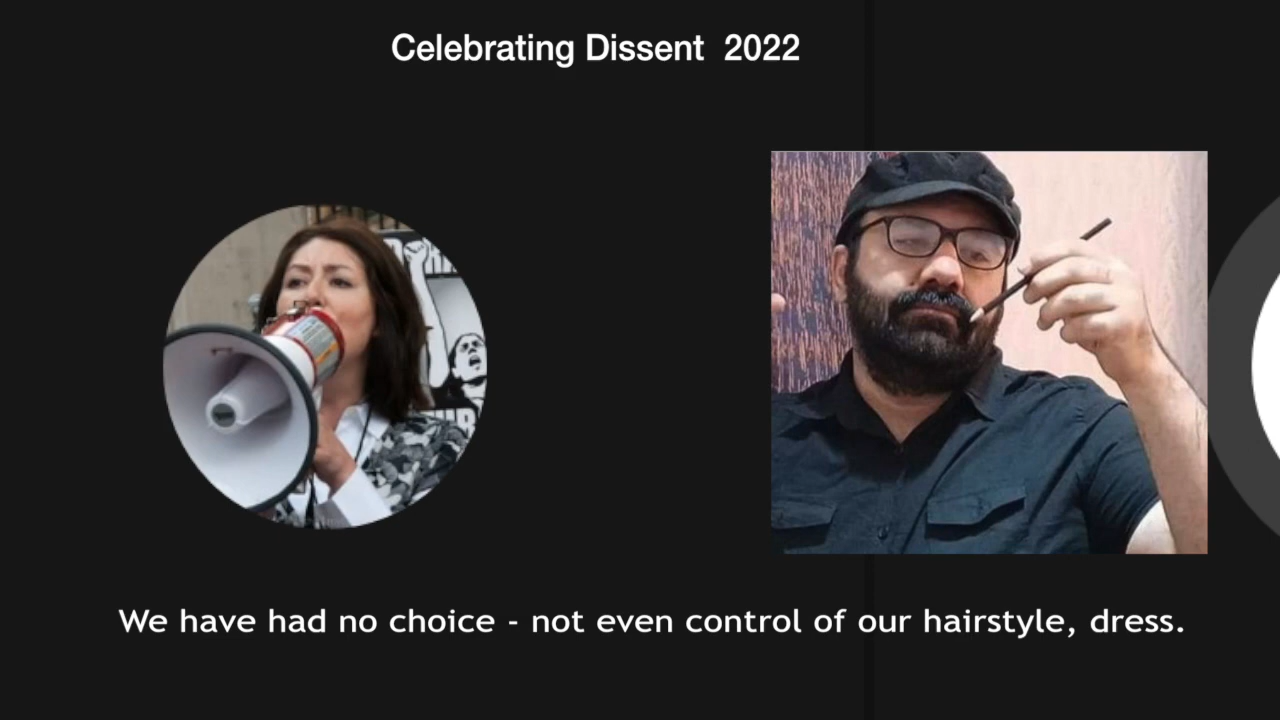 Celebrating Dissent 2022
We have had no choice - not even control of our hairstyle, dress.